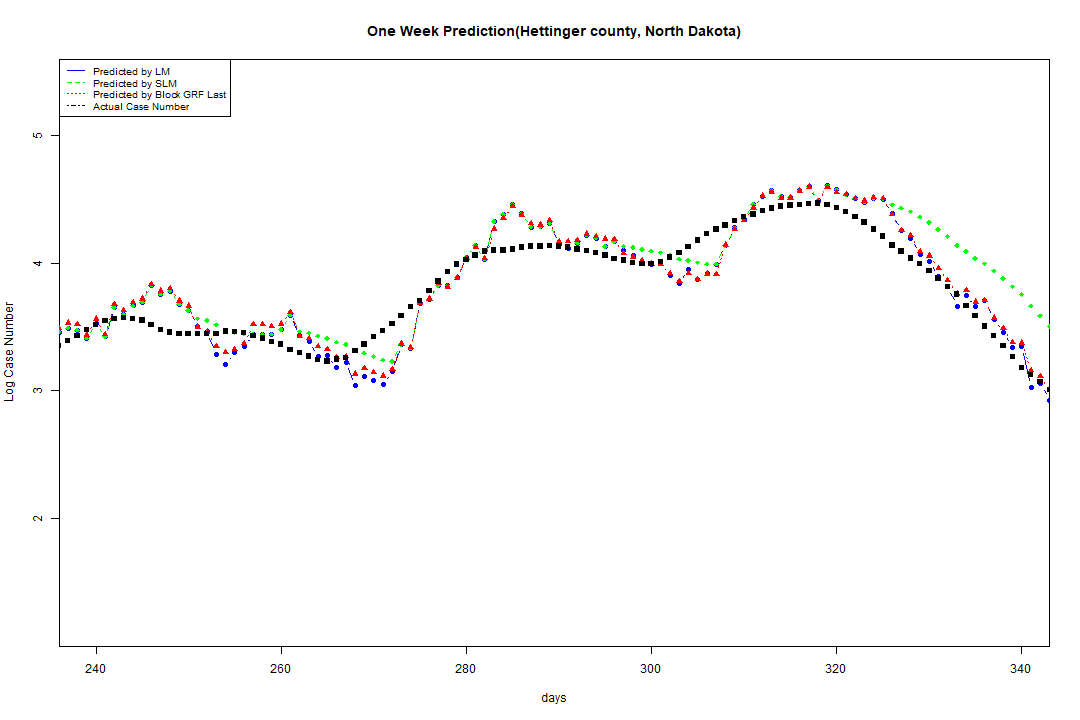 One Week Prediction(Hettinger county, North Dakota)
Predicted by LM
Predicted by SLM
Predicted by Block GRF Last
Actual Case Number
5
4
3
2
Log Case Number
240 260 280 300 320 340
days